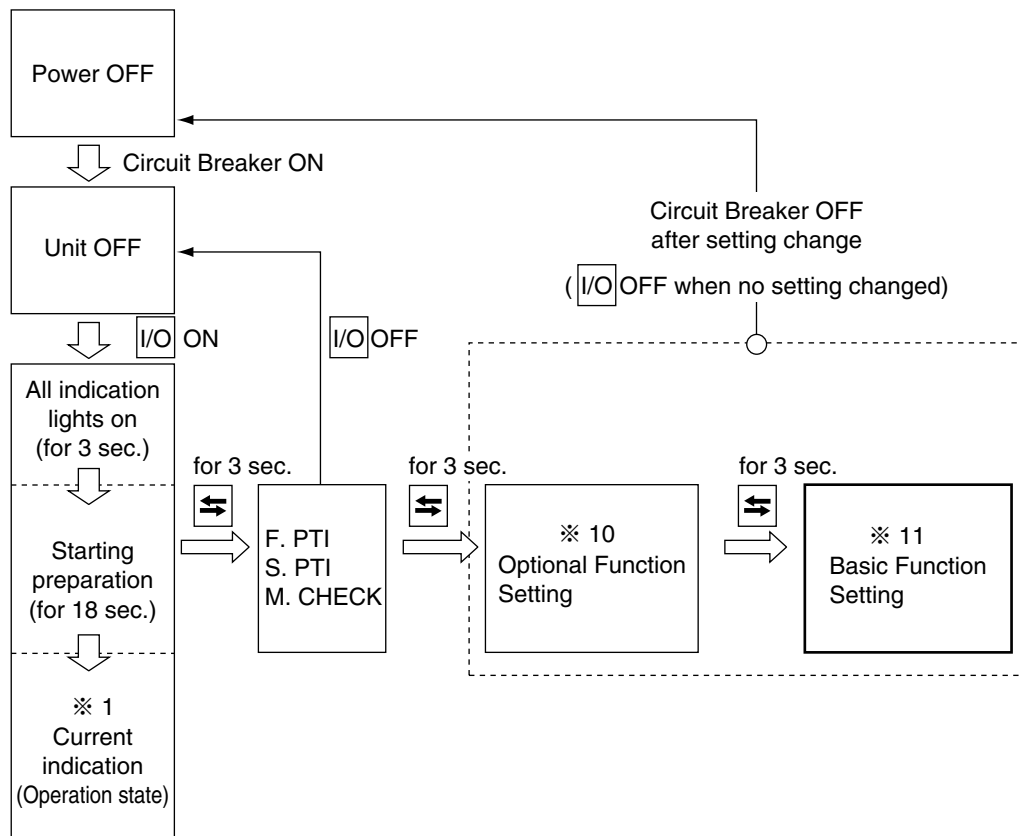 Power OFF
Circuit Breaker ON
Unit OFF
Circuit Breaker OFF
after setting change
( I/O OFF when no setting changed)
I/O ON
I/O OFF
All indication
lights on
(for 3 sec.)
for 3 sec.
for 3 sec.
for 3 sec.
Starting
preparation
(for 18 sec.)
F. PTI
S. PTI
M. CHECK
※ 10
Optional Function
Setting
※ 11
Basic Function
Setting
※ 1
Current
indication
(Operation state)